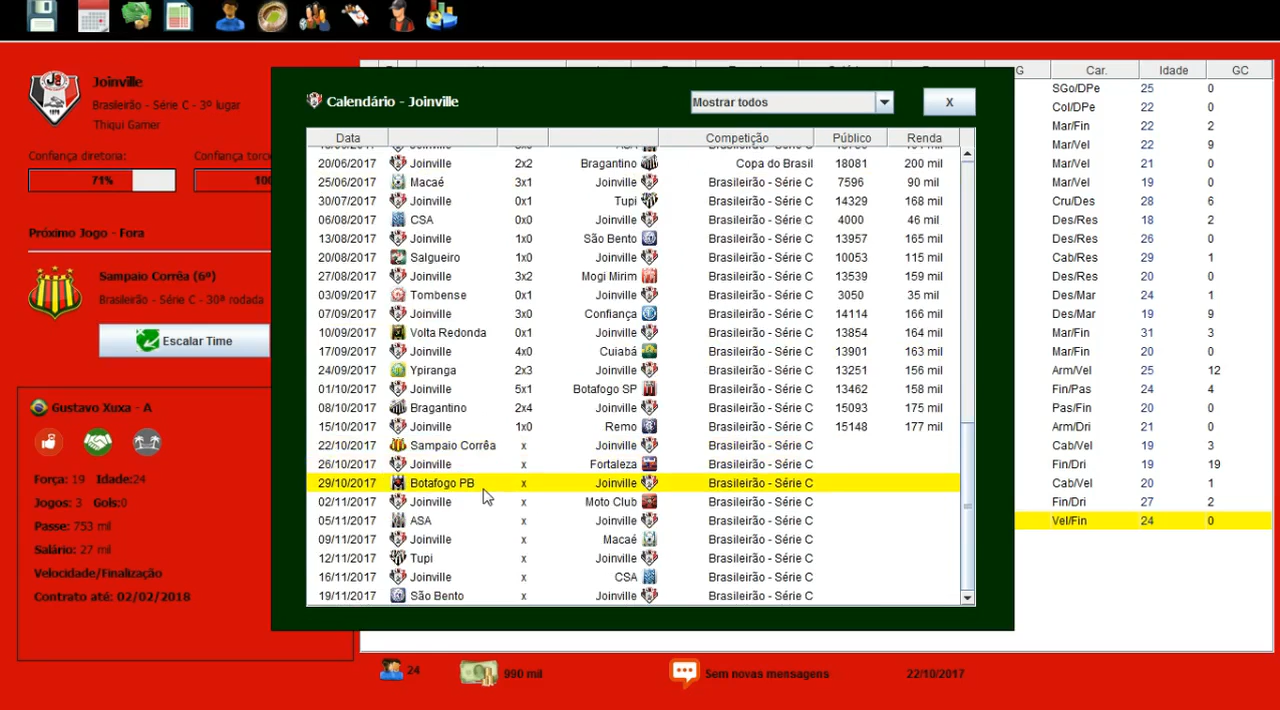 Joinville
Brasileirão - Série C - 3º lugar
Thiqui Gamer
Confiança diretoria:
Confiança torc
71%
100
Próximo Jogo - Fora
Sampaio Corrêa (6º)
Brasileirão - Série C - 30ª rodada
Escalar Time
Gustavo Xuxa - A
Força: 19 Idade:24
Jogos: 3 Gols:0
Passe: 753 mil
Salário: 27 mil
Velocidade/Finalização
Contrato até: 02/02/2018
Calendário - Joinville
Mostrar todos
X
Data Competição Público Renda
20/06/2017 Joinville 2x2 Bragantino Copa do Brasil 18081 200 mil
25/06/2017 Macaé 3x1 Joinville Brasileirão - Série C 7596 90 mil
30/07/2017 Joinville 0x1 Tupi Brasileirão - Série C 14329 168 mil
06/08/2017 CSA 0x0 Joinville Brasileirão - Série C 4000 46 mil
13/08/2017 Joinville 1x0 São Bento Brasileirão - Série C 13957 165 mil
20/08/2017 Salgueiro 1x0 Joinville Brasileirão - Série C 10053 115 mil
27/08/2017 Joinville 3x2 Mogi Mirim Brasileirão - Série C 13539 159 mil
03/09/2017 Tombense 0x1 Joinville Brasileirão - Série C 3050 35 mil
07/09/2017 Joinville 3x0 Confiança Brasileirão - Série C 14114 166 mil
10/09/2017 Volta Redonda 0x1 Joinville Brasileirão - Série C 13854 164 mil
17/09/2017 Joinville 4x0 Cuiabá Brasileirão - Série C 13901 163 mil
24/09/2017 Ypiranga 2x3 Joinville Brasileirão - Série C 13251 156 mil
01/10/2017 Joinville 5x1 Botafogo SP Brasileirão - Série C 13462 158 mil
08/10/2017 Bragantino 2x4 Joinville Brasileirão - Série C 15093 175 mil
15/10/2017 Joinville 1x0 Remo Brasileirão - Série C 15148 177 mil
22/10/2017 Sampaio Corrêa x Joinville Brasileirão - Série C
26/10/2017 Joinville x Fortaleza Brasileirão - Série C
29/10/2017 Botafogo PB x Joinville Brasileirão - Série C
02/11/2017 Joinville x Moto Club Brasileirão - Série C
05/11/2017 ASA x Joinville Brasileirão - Série C
09/11/2017 Joinville x Macaé Brasileirão - Série C
12/11/2017 Tupi x Joinville Brasileirão - Série C
16/11/2017 Joinville x CSA Brasileirão - Série C
19/11/2017 São Bento x Joinville Brasileirão - Série C
G Car. Idade GC
SGo/DPe 25 0
Col/DPe 22 0
Mar/Fin 22 2
Mar/Vel 22 9
Mar/Vel 21 0
Mar/Vel 19 0
Cru/Des 28 6
Des/Res 18 2
Des/Res 26 0
Cab/Res 29 1
Des/Res 20 0
Des/Mar 24 1
Des/Mar 19 9
Mar/Fin 31 3
Mar/Fin 20 0
Arm/Vel 25 12
Fin/Pas 24 4
Pas/Fin 20 0
Arm/Dri 21 0
Cab/Vel 19 3
Fin/Dri 19 19
Cab/Vel 20 1
Fin/Dri 27 2
Vel/Fin 24 0
24
990 mil
Sem novas mensagens
22/10/2017